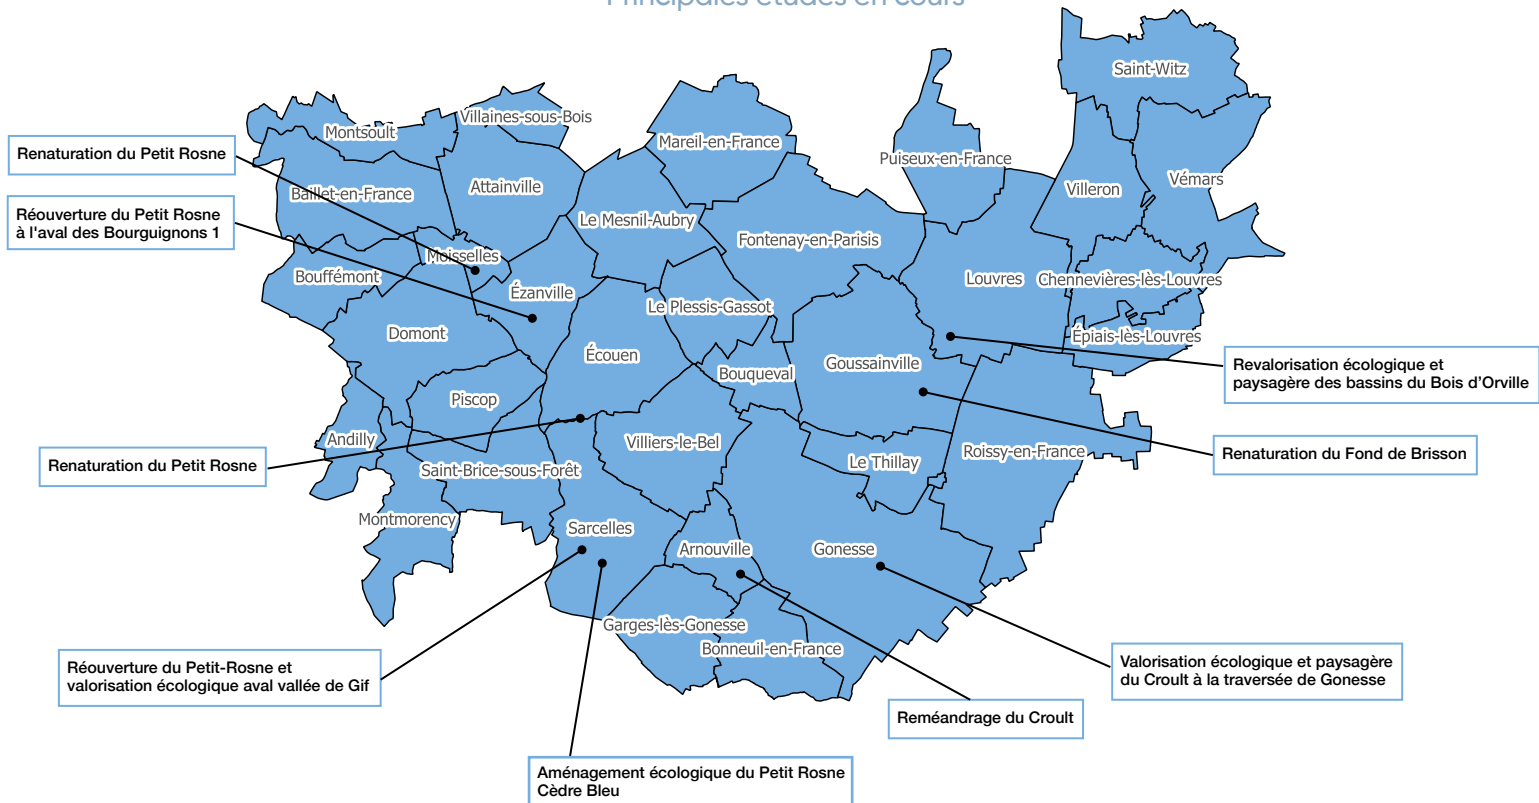 Principales études en cours
Saint-Witz
Villaines-sous-Bois
Montsoult
Mareil-en-France
Renaturation du Petit Rosne
Puiseux-en-France
Villeron
Vémars
Attainville
Baillet-en-France
Réouverture du Petit Rosne
à l'aval des Bourguignons 1
Le Mesnil-Aubry
Fontenay-en-Parisis
Moisselles
Bouffémont
Louvres
Chennevières-lès-Louvres
Ézanville
Le Plessis-Gassot
Domont
Épiais-lès-Louvres
Écouen
Goussainville
Bouqueval
Revalorisation écologique et
paysagère des bassins du Bois d’Orville
Piscop
Andilly
Villiers-le-Bel
Roissy-en-France
Renaturation du Fond de Brisson
Le Thillay
Renaturation du Petit Rosne
Saint-Brice-sous-Forêt
Montmorency
Sarcelles
Arnouville
Gonesse
Garges-lès-Gonesse
Bonneuil-en-France
Réouverture du Petit-Rosne et
valorisation écologique aval vallée de Gif
Valorisation écologique et paysagère
du Croult à la traversée de Gonesse
Reméandrage du Croult
Aménagement écologique du Petit Rosne
Cèdre Bleu